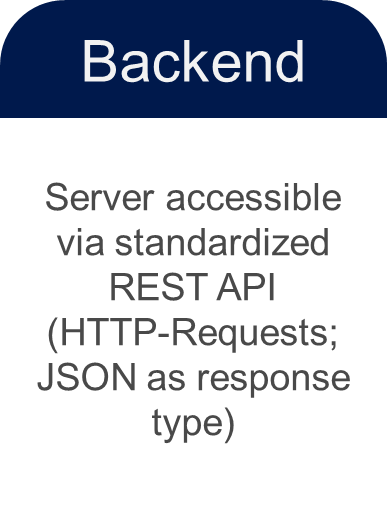 Backend
Server accessible
via standardized
REST API
(HTTP-Requests;
JSON as response
type)